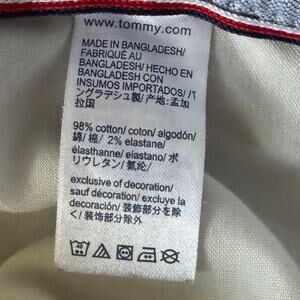 www.tommy.com
MADE IN BANGLADESH/
FABRIQUÉ AU
BANGLADESH/ HECHO EN
BANGLADESH CON
INSUMOS IMPORTADOS/ バ
ングラデシュ製/ 产地:孟加
拉国
98% cotton/ coton/ algodón/
綿/ 棉/ 2% elastane/
élasthanne/ elastano/ ポ
リウレタン/ 氨纶/
exclusive of decoration/
sauf décoration/ excluye la
decoración/ 装飾部分を除
く/ 装饰部分除外
40